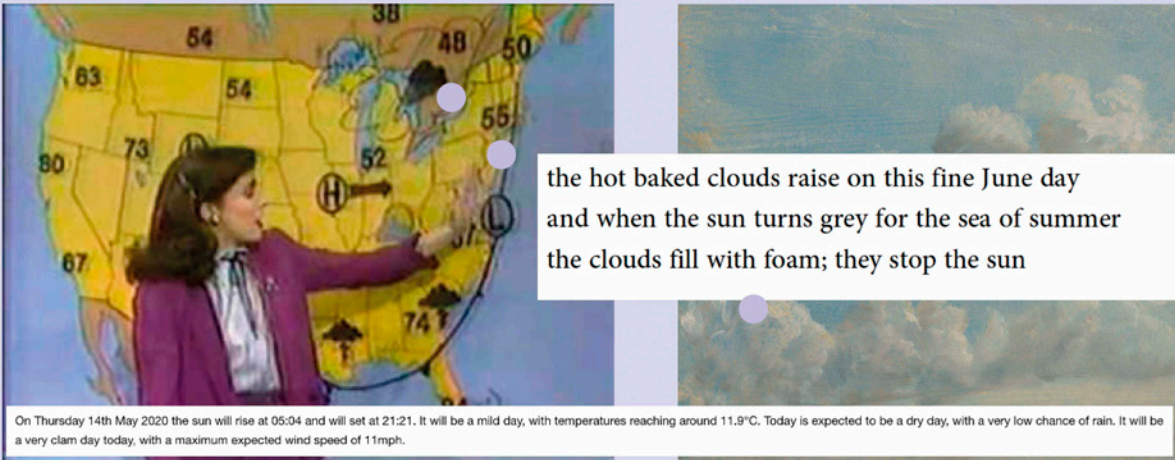 38
54
48
50
63
54
55
73
80
52
H
L
67
74
the hot baked clouds raise on this fine June day
and when the sun turns grey for the sea of summer
the clouds fill with foam; they stop the sun
On Thursday 14th May 2020 the sun will rise at 05:04 and will set at 21:21. It will be a mild day, with temperatures reaching around 11.9°C. Today is expected to be a dry day, with a very low chance of rain. It will be
a very clam day today, with a maximum expected wind speed of 11mph.